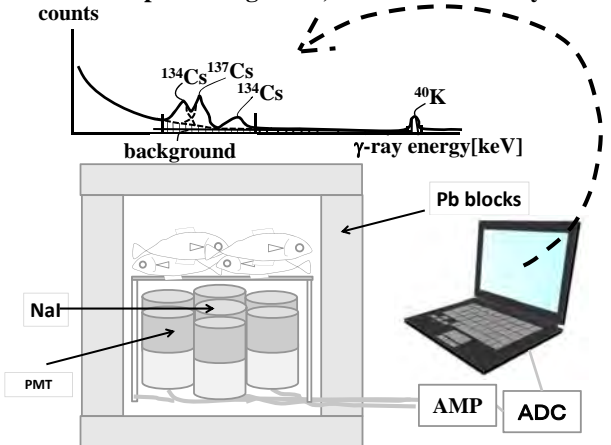 counts
¹³⁴Cs ¹³⁷Cs
¹³⁴Cs
⁴⁰K
background
γ-ray energy[keV]
Pb blocks
NaI
PMT
AMP
ADC